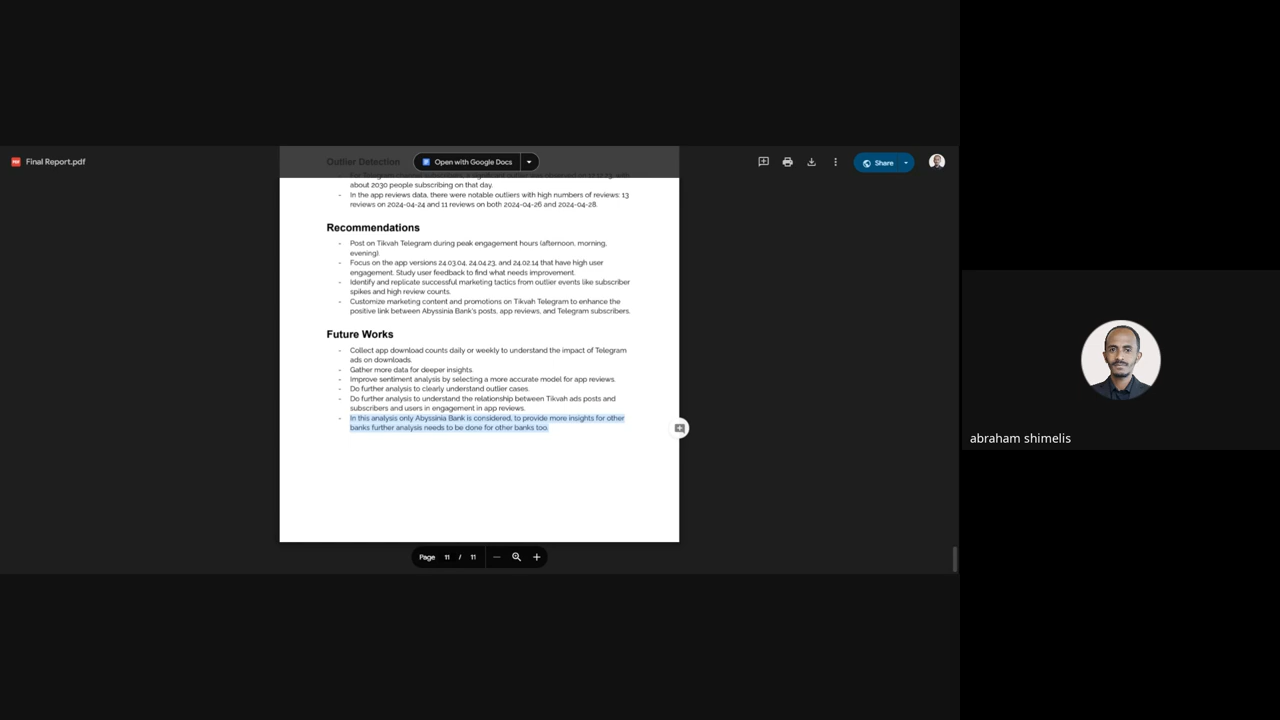 Final Report.pdf
Outlier Detection
Open with Google Docs
Share
about 2030 people subscribing on that day.
- In the app reviews data, there were notable outliers with high numbers of reviews: 13
reviews on 2024-04-24 and 11 reviews on both 2024-04-26 and 2024-04-28.
Recommendations
- Post on Tikvah Telegram during peak engagement hours (afternoon, morning,
evening).
- Focus on the app versions 24.03.04, 24.04.23, and 24.02.14 that have high user
engagement. Study user feedback to find what needs improvement.
- Identify and replicate successful marketing tactics from outlier events like subscriber
spikes and high review counts.
- Customize marketing content and promotions on Tikvah Telegram to enhance the
positive link between Abyssinia Bank's posts, app reviews, and Telegram subscribers.
Future Works
- Collect app download counts daily or weekly to understand the impact of Telegram
ads on downloads.
- Gather more data for deeper insights.
- Improve sentiment analysis by selecting a more accurate model for app reviews.
- Do further analysis to clearly understand outlier cases.
- Do further analysis to understand the relationship between Tikvah ads posts and
subscribers and users in engagement in app reviews.
- In this analysis only Abyssinia Bank is considered, to provide more insights for other
banks further analysis needs to be done for other banks too.
Page 11 / 11
abraham shimelis